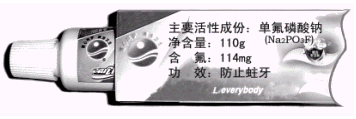 主要活性成份：单氟磷酸钠
(Na2PO3F)
净含量：110g
含　氟：114mg
功　效：防止蛀牙
L.everybody